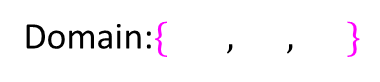 Domain:{ , , }